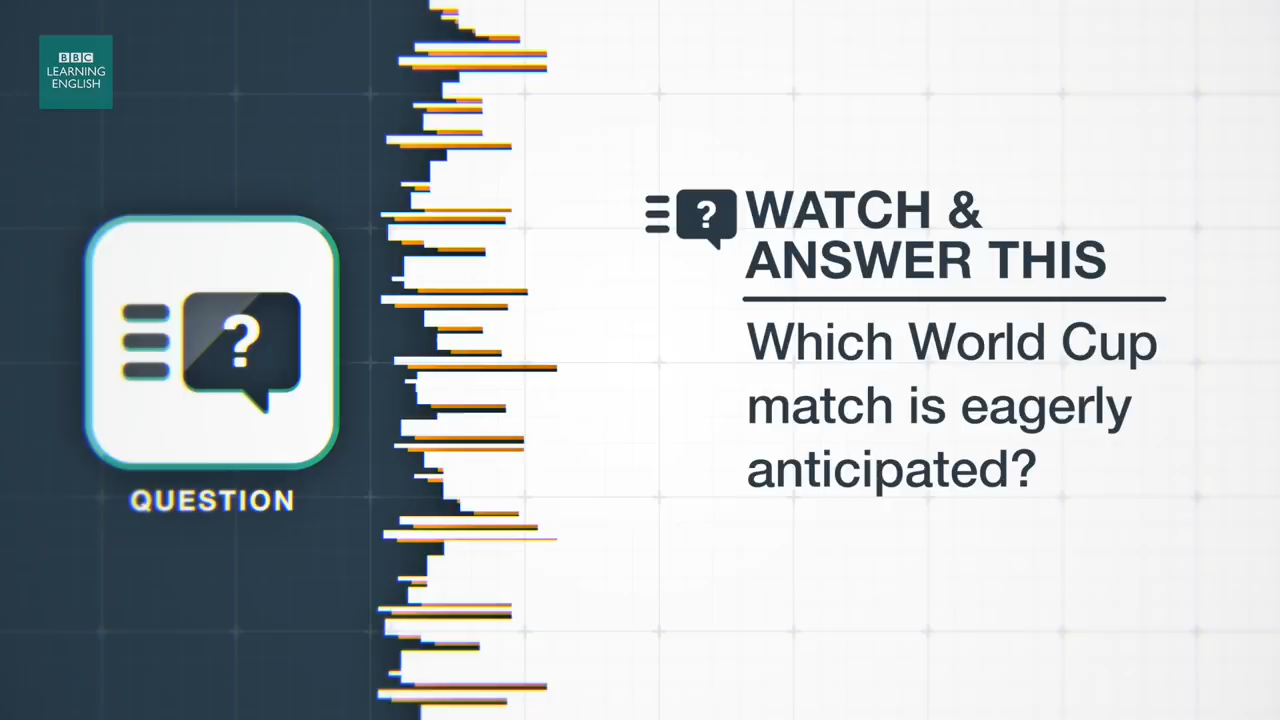 BBC
LEARNING
ENGLISH
?
QUESTION
? WATCH &
ANSWER THIS
Which World Cup
match is eagerly
anticipated?